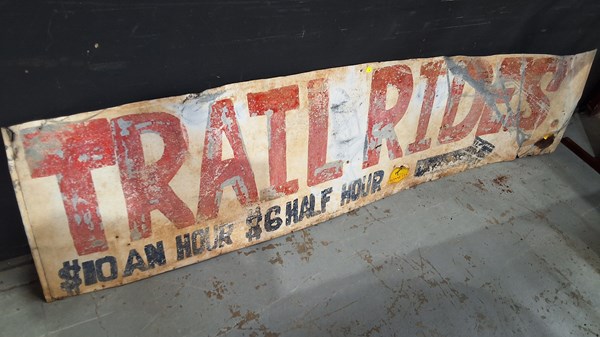 TRAIL RIDES
$10 AN HOUR $6 HALF HOUR